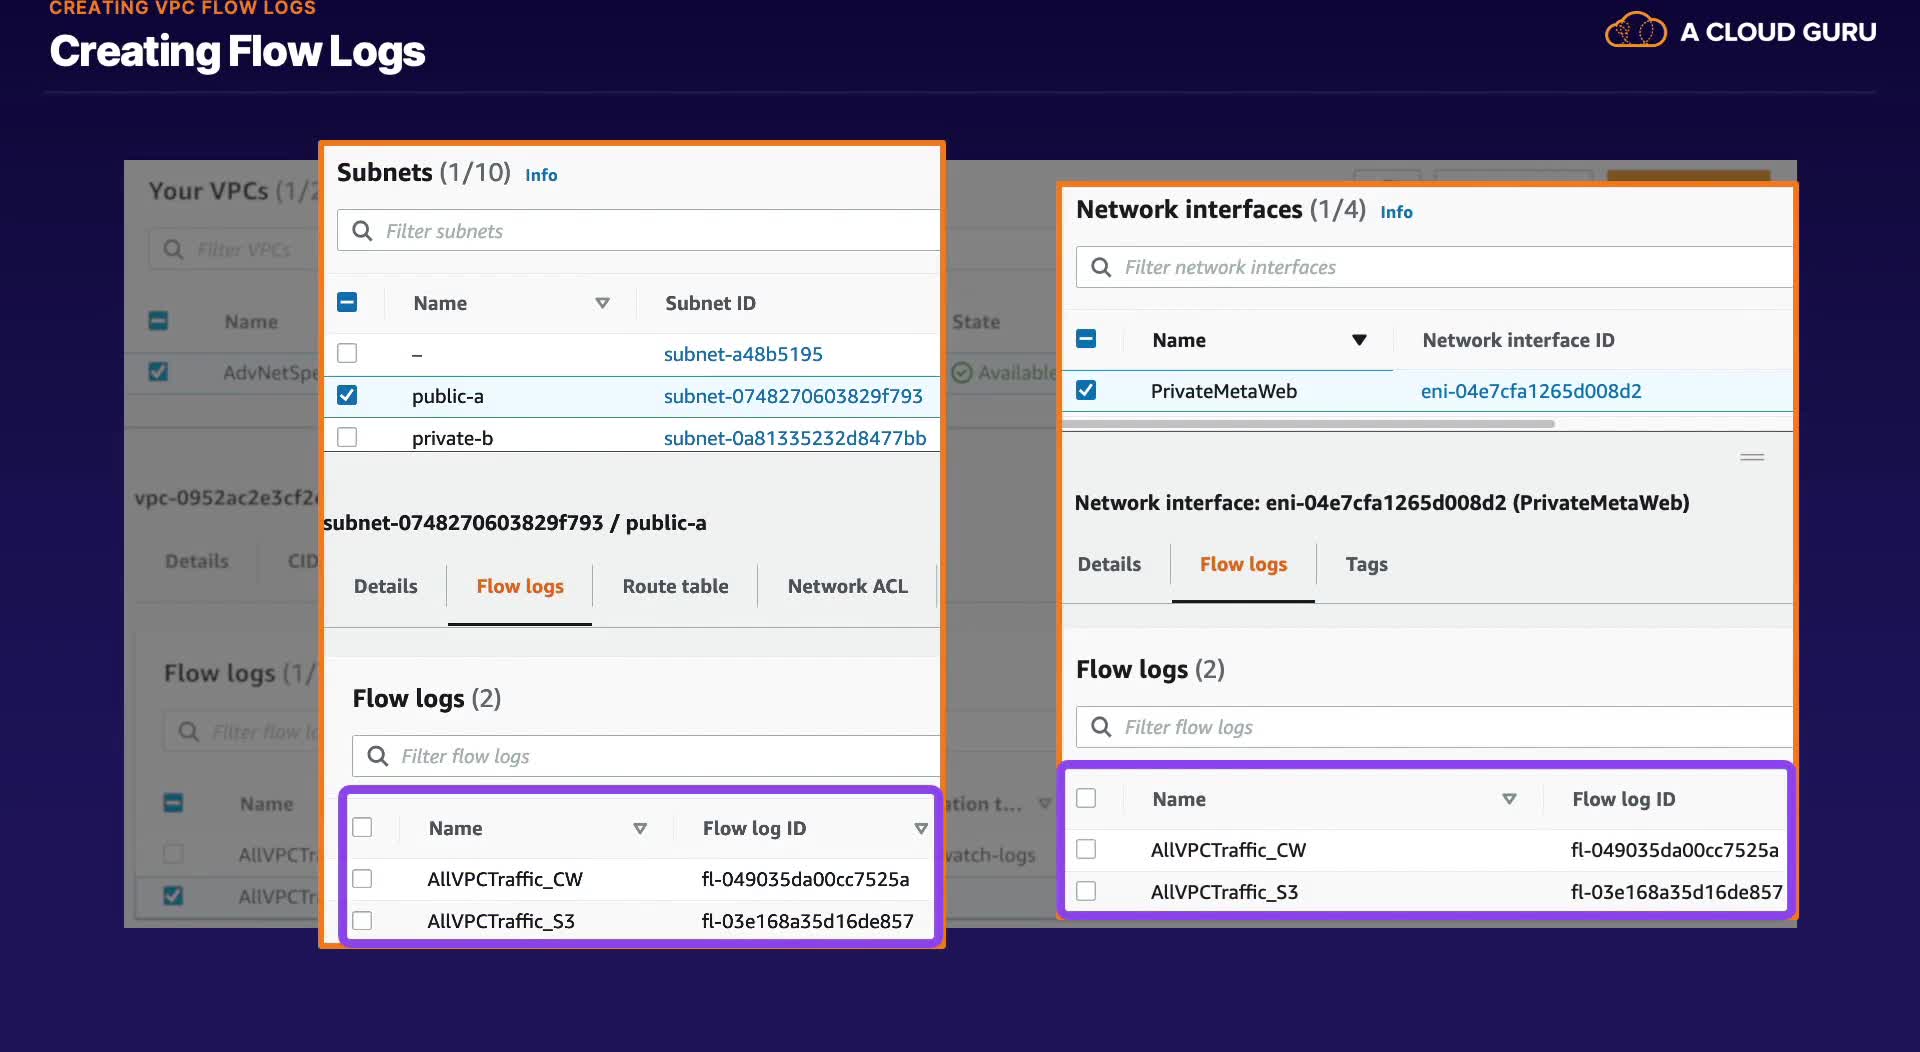 CREATING VPC FLOW LOGS
Creating Flow Logs
A CLOUD GURU
Your VPCs (1/2
Filter VPCs
Name
State
AdvNetSpe
Available
vpc-0952ac2e3cf2
Details
CID
Flow logs (1/
Filter flow lo
Name
ation t...
AllVPCTr
watch-logs
AllVPCTr
Subnets (1/10) Info
Filter subnets
Name Subnet ID
– subnet-a48b5195
public-a subnet-0748270603829f793
private-b subnet-0a81335232d8477bb
subnet-0748270603829f793 / public-a
Details Flow logs Route table Network ACL
Flow logs (2)
Filter flow logs
Name Flow log ID
AllVPCTraffic_CW fl-049035da00cc7525a
AllVPCTraffic_S3 fl-03e168a35d16de857
Network interfaces (1/4) Info
Filter network interfaces
Name Network interface ID
PrivateMetaWeb eni-04e7cfa1265d008d2
Network interface: eni-04e7cfa1265d008d2 (PrivateMetaWeb)
Details Flow logs Tags
Flow logs (2)
Filter flow logs
Name Flow log ID
AllVPCTraffic_CW fl-049035da00cc7525a
AllVPCTraffic_S3 fl-03e168a35d16de857